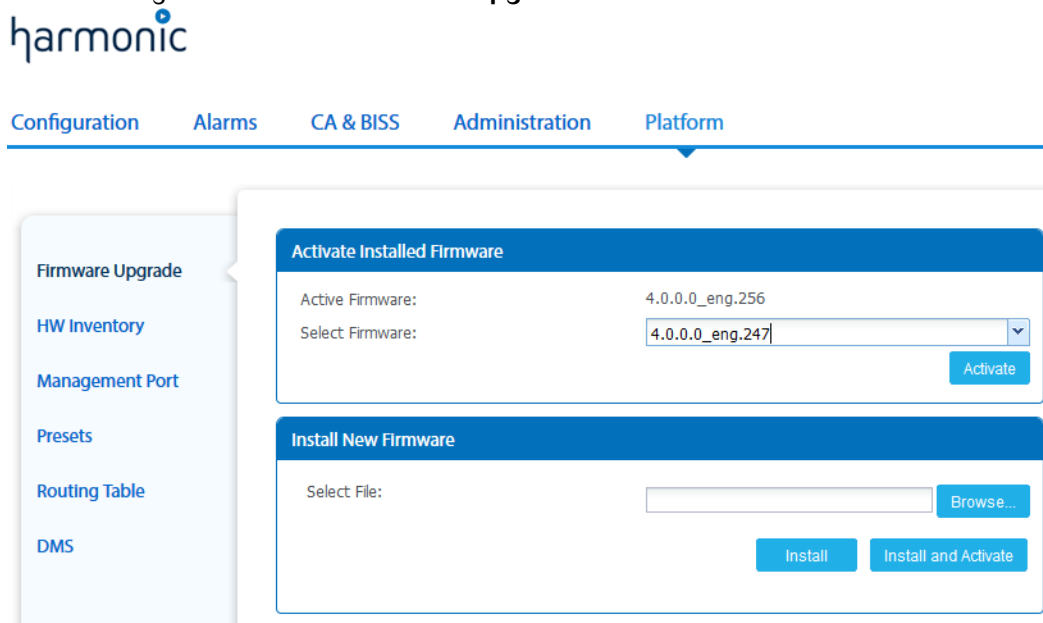 harmonic
Configuration Alarms CA & BISS Administration Platform
Firmware Upgrade
HW Inventory
Management Port
Presets
Routing Table
DMS
Activate Installed Firmware
Active Firmware: 4.0.0.0_eng.256
Select Firmware: 4.0.0.0_eng.247
Activate
Install New Firmware
Select File: Browse...
Install Install and Activate